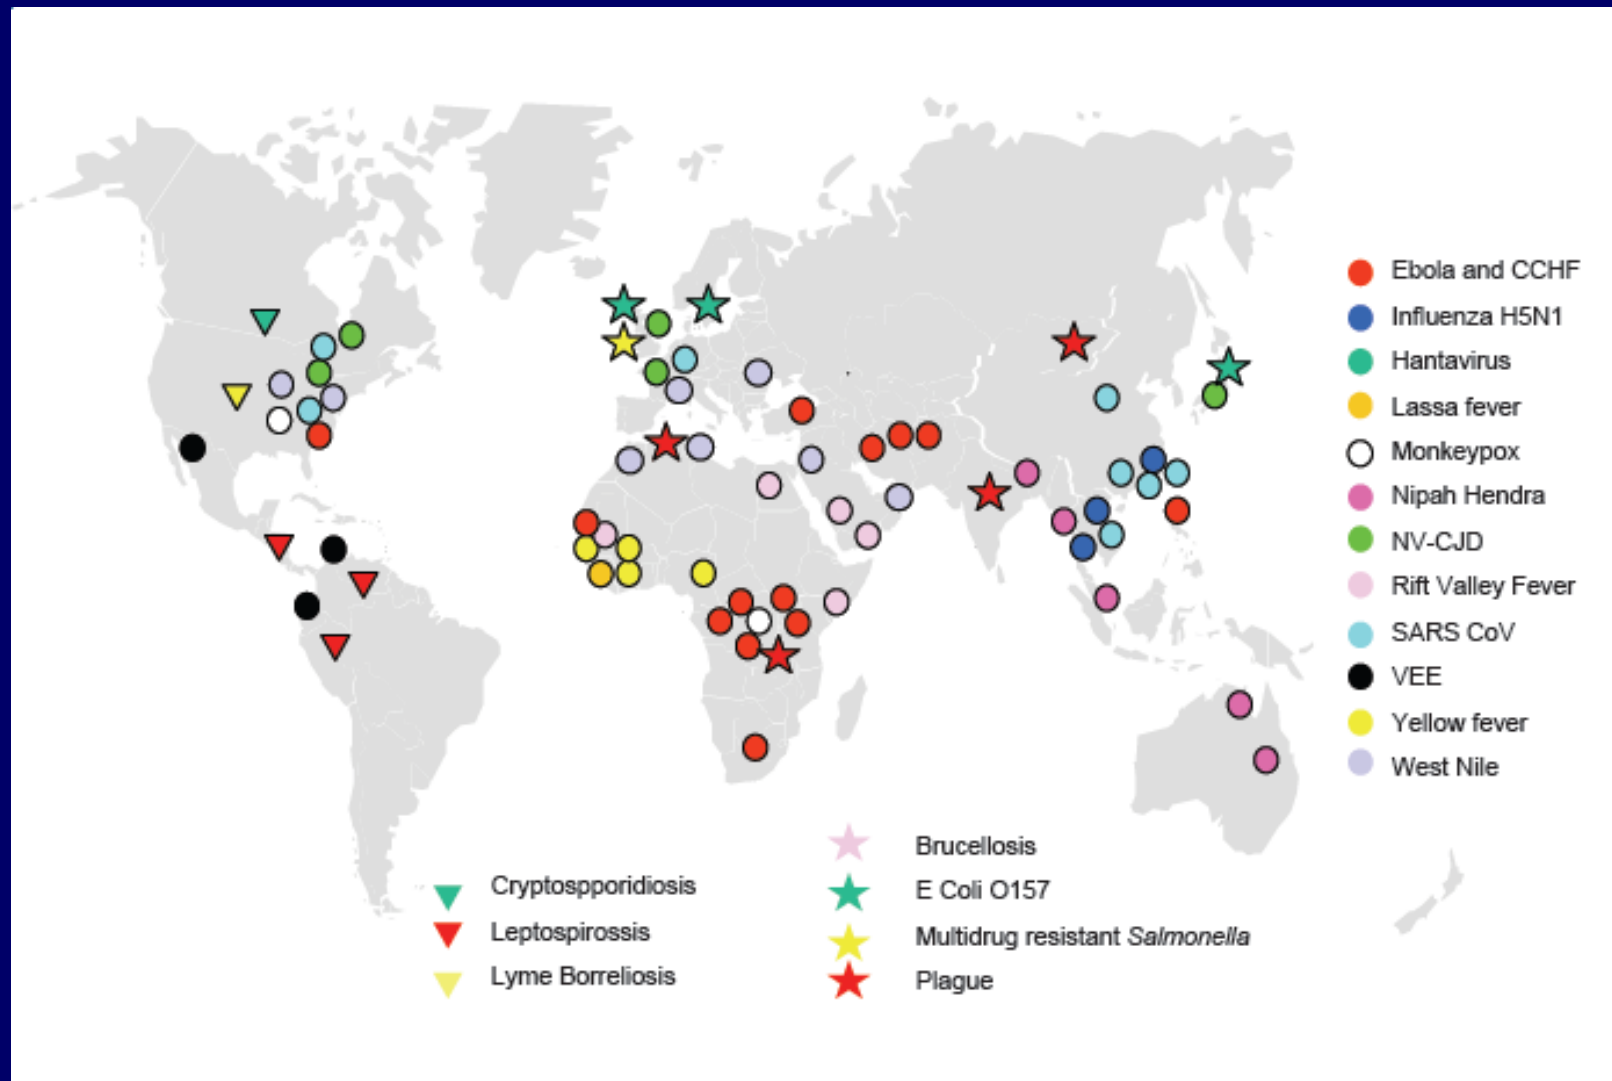 Ebola and CCHF
Influenza H5N1
Hantavirus
Lassa fever
Monkeypox
Nipah Hendra
NV-CJD
Rift Valley Fever
SARS CoV
VEE
Yellow fever
West Nile
Cryptospporidiosis
Leptospirossis
Lyme Borreliosis
Brucellosis
E Coli O157
Multidrug resistant Salmonella
Plague